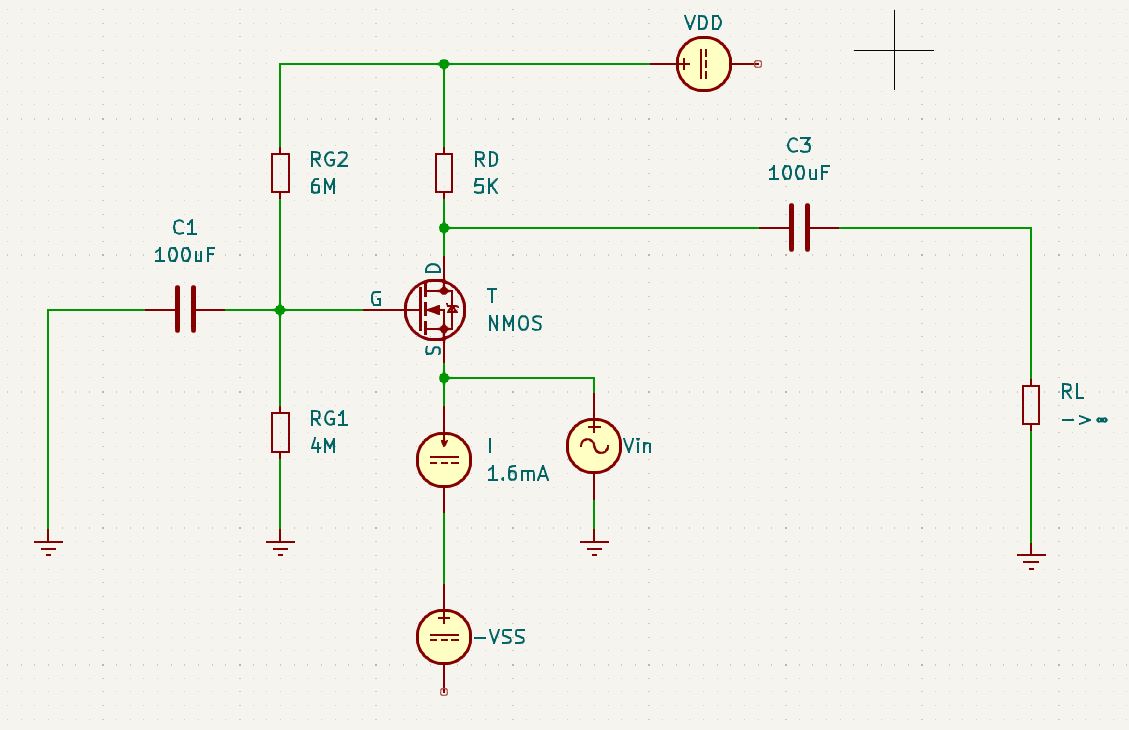 VDD
C3
100uF
RG2
6M
RD
5K
C1
100uF
D
G
T
NMOS
S
RL
–>∞
RG1
4M
I
1.6mA
Vin
–VSS